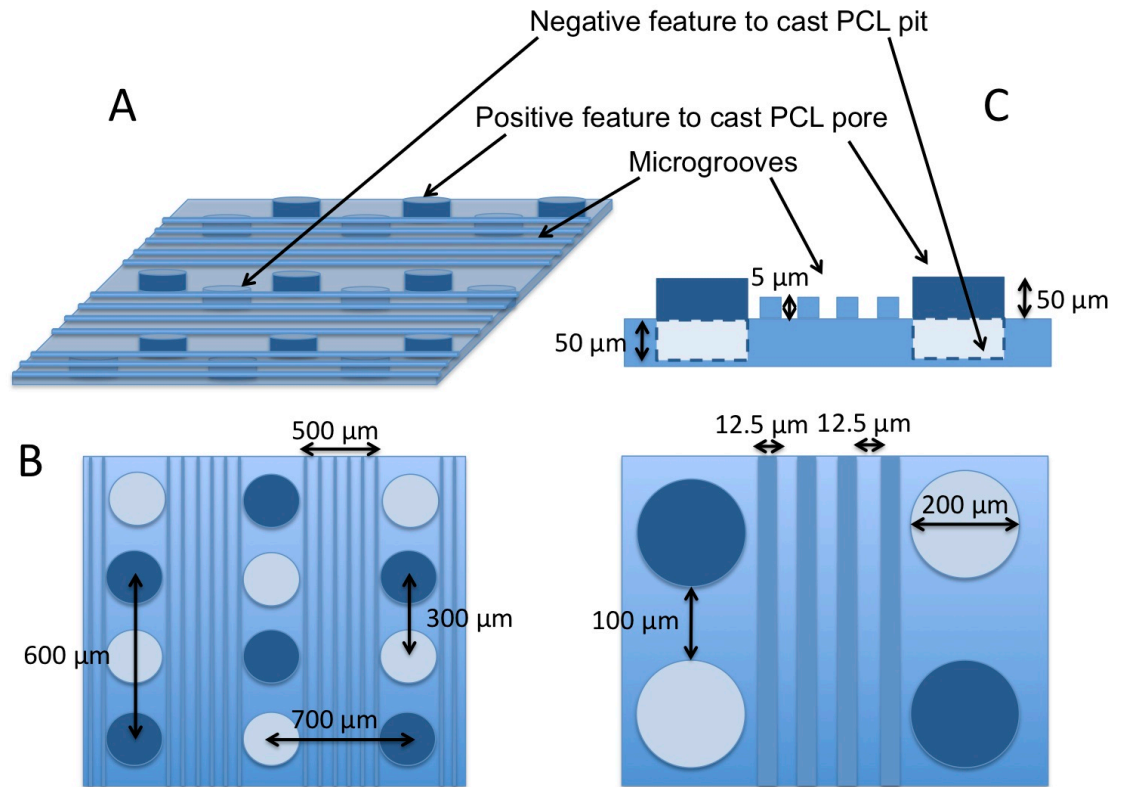 Negative feature to cast PCL pit
A
C
Positive feature to cast PCL pore
Microgrooves
5 µm
50 µm
50 µm
B
500 µm
12.5 µm
12.5 µm
200 µm
600 µm
300 µm
100 µm
700 µm